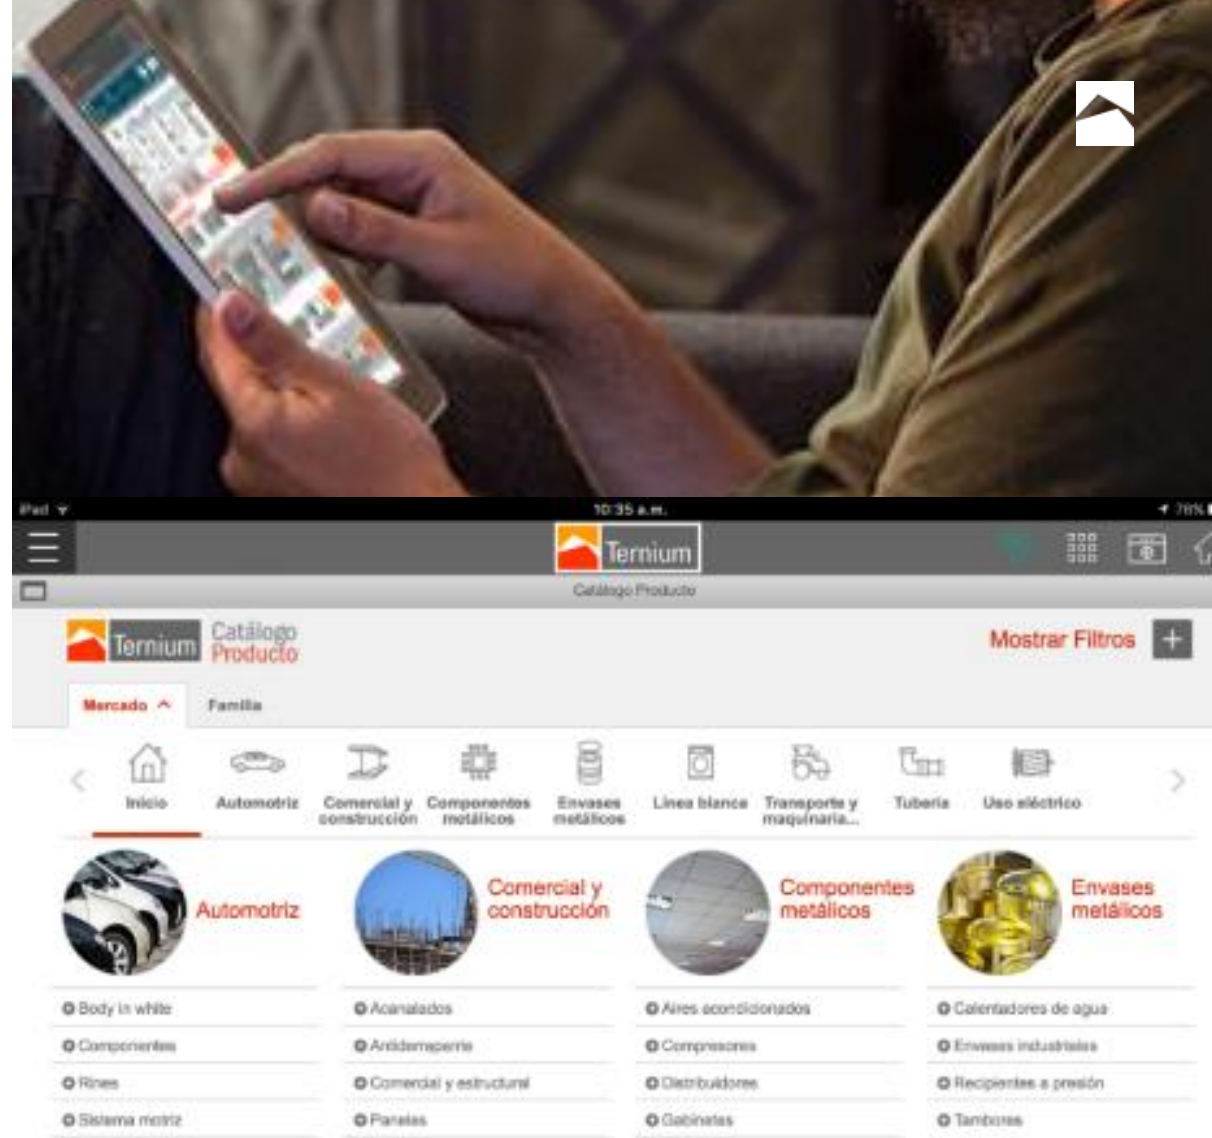 iPad
10:35 a.m.
78%
Ternium
Catálogo Producto
Ternium
Catálogo
Producto
Mostrar Filtros
Mercado
Familia
Inicio
Automotriz
Comercial y
construcción
Componentes
metálicos
Envases
metálicos
Línea blanca
Transporte y
maquinaria...
Tubería
Uso eléctrico
Automotriz
Comercial y
construcción
Componentes
metálicos
Envases
metálicos
Body in white
Acanalados
Aires acondicionados
Calentadores de agua
Componentes
Antiderrapante
Compresores
Envases industriales
Rines
Comercial y estructural
Distribuidores
Recipientes a presión
Sistema motriz
Paneles
Gabinetes
Tambores